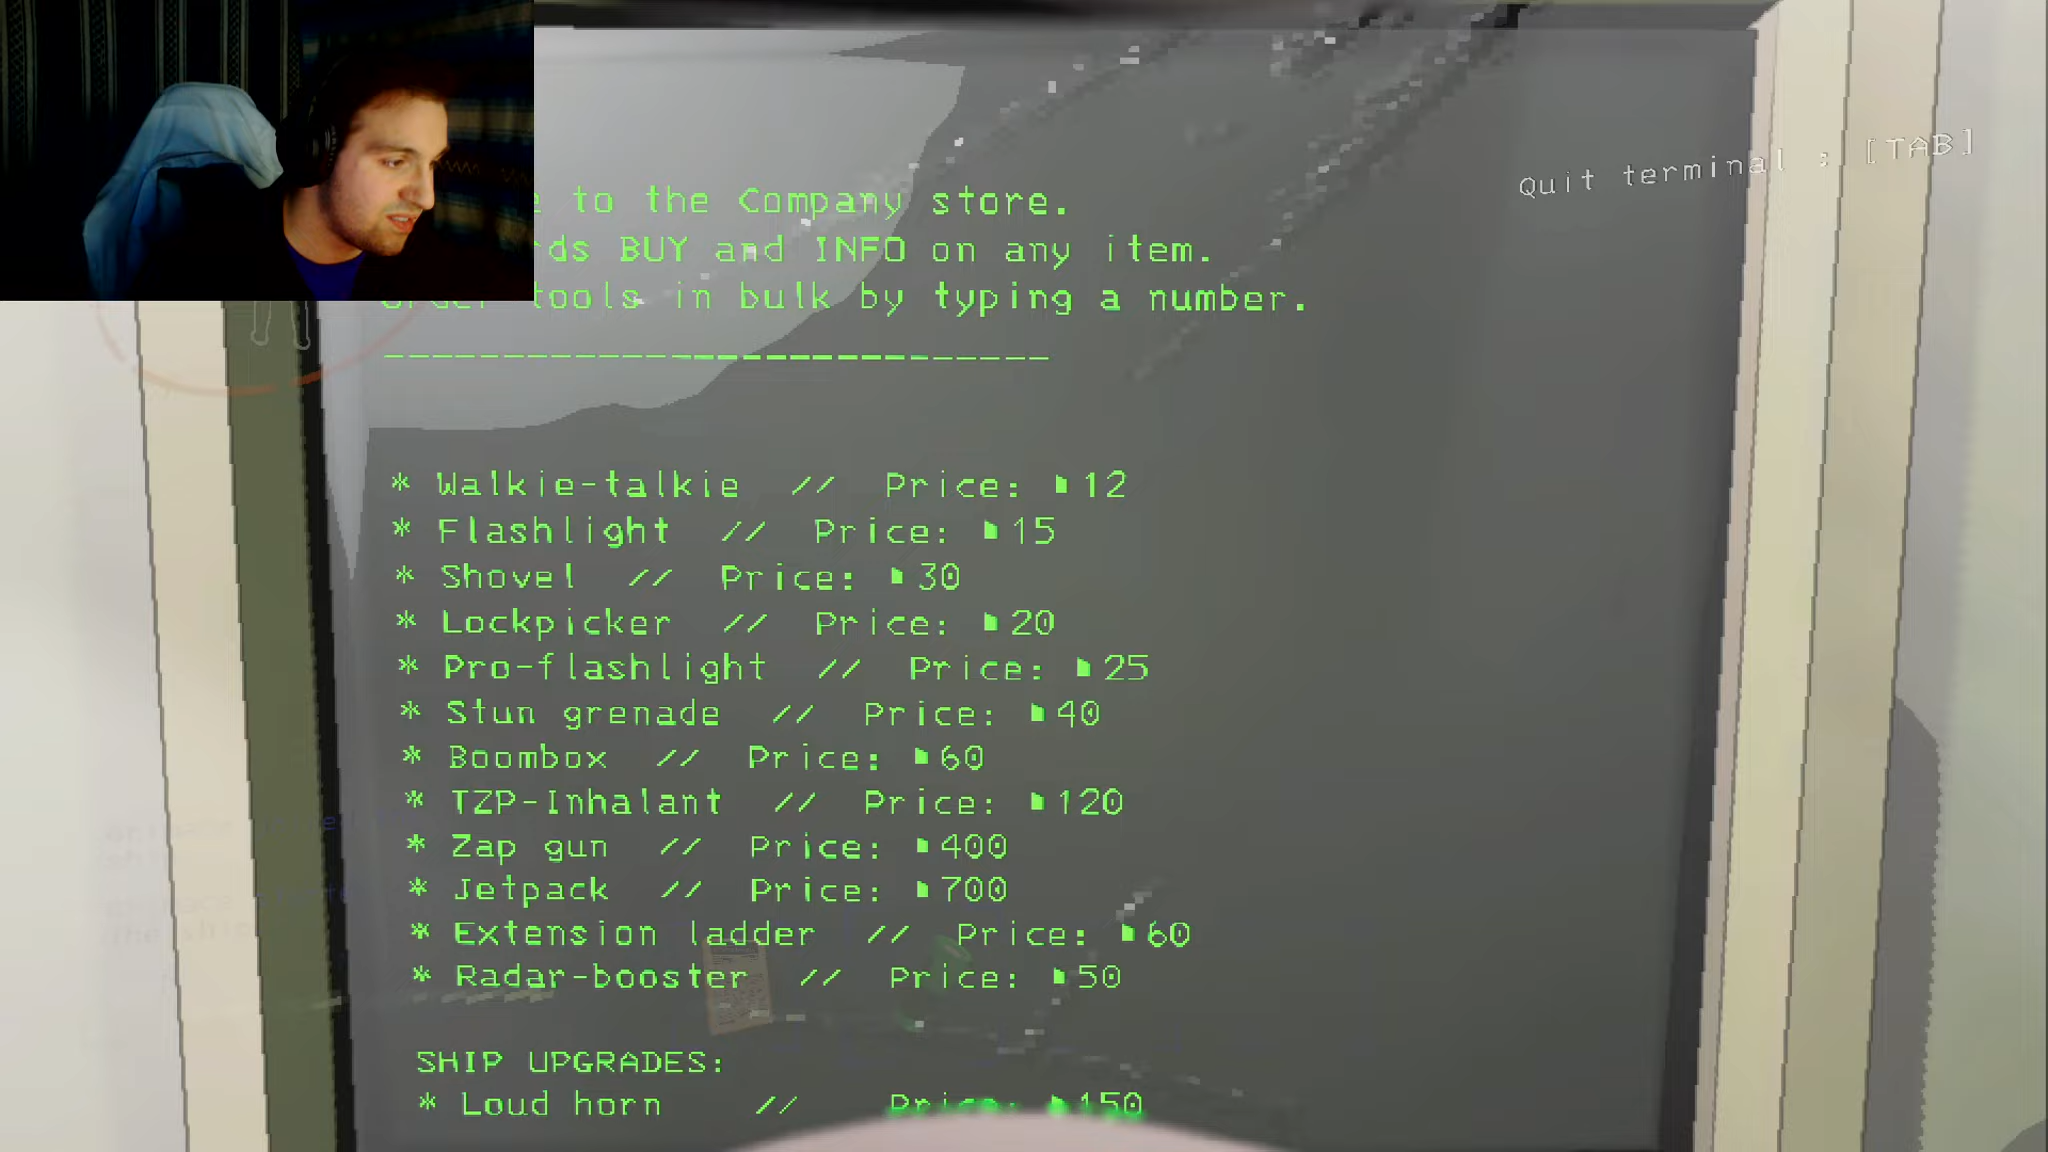 Quit terminal : [TAB]
e to the Company store.
rds BUY and INFO on any item.
Order tools in bulk by typing a number.
-----------------------------
* Walkie-talkie // Price: 12
* Flashlight // Price: 15
* Shovel // Price: 30
* Lockpicker // Price: 20
* Pro-flashlight // Price: 25
* Stun grenade // Price: 40
* Boombox // Price: 60
* TZP-Inhalant // Price: 120
* Zap gun // Price: 400
* Jetpack // Price: 700
* Extension ladder // Price: 60
* Radar-booster // Price: 50
SHIP UPGRADES:
* Loud horn // Price: 150